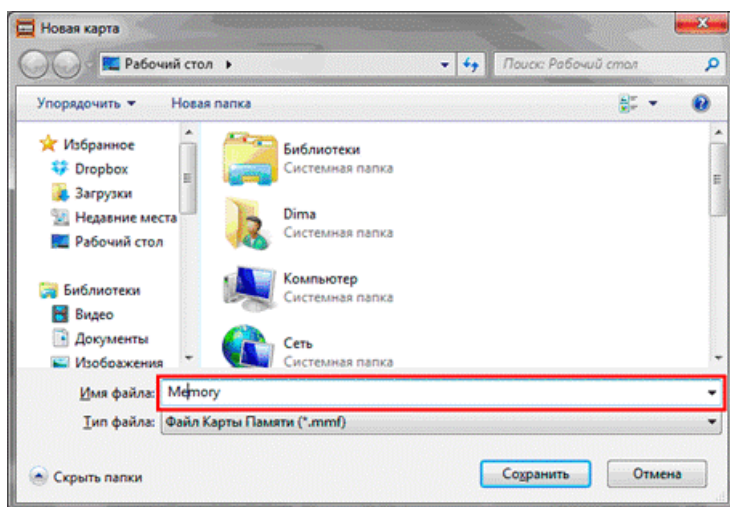 Новая карта
Рабочий стол
Поиск: Рабочий стол
Упорядочить
Новая папка
Избранное
Dropbox
Загрузки
Недавние места
Рабочий стол
Библиотеки
Видео
Документы
Изображения
Библиотеки
Системная папка
Dima
Системная папка
Компьютер
Системная папка
Сеть
Системная папка
Имя файла: Memory
Тип файла: Файл Карты Памяти (*.mmf)
Скрыть папки
Сохранить
Отмена